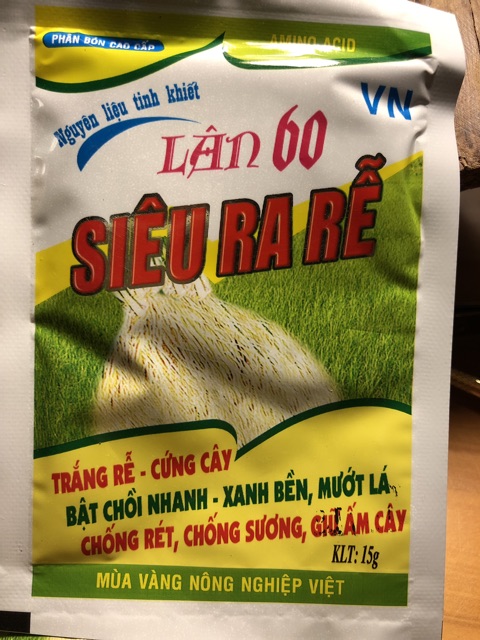 PHÂN BÓN CAO CẤP
AMINO ACID
Nguyên liệu tinh khiết
VN
LÂN 60
SIÊU RA RỄ
TRẮNG RỄ - CỨNG CÂY
BẬT CHỒI NHANH - XANH BỀN, MƯỚT LÁ
CHỐNG RÉT, CHỐNG SƯƠNG, GIỮ ẤM CÂY
KLT: 15g
MÙA VÀNG NÔNG NGHIỆP VIỆT